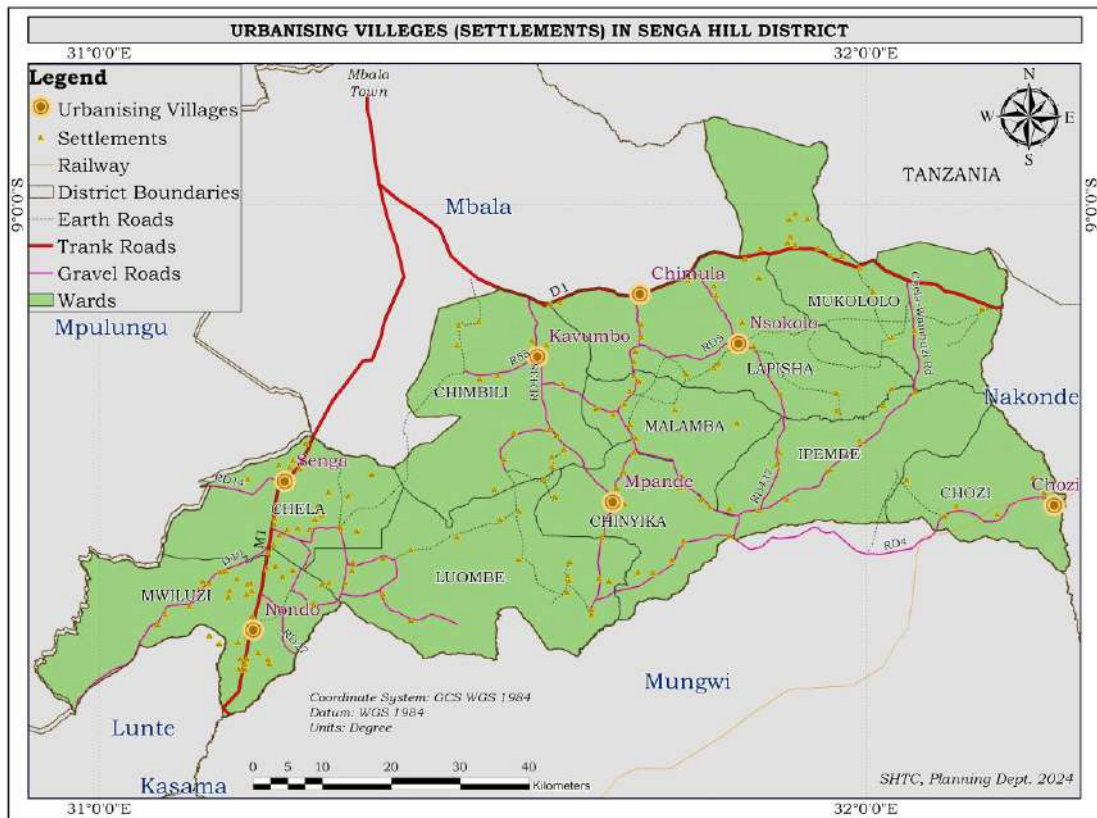 URBANISING VILLEGES (SETTLEMENTS) IN SENGA HILL DISTRICT
31°0'0"E
32°0'0"E
Legend
Urbanising Villages
Settlements
Railway
District Boundaries
Earth Roads
Trank Roads
Gravel Roads
Wards
Mbala
Town
N
W
E
S
TANZANIA
9°0'0"S
9°0'0"S
Mbala
Chimula
D1
MUKOLOLO
Mpulungu
Kavumbo
Nsokolo
RD5
LAPISHA
CHIMBILI
Nakonde
MALAMBA
IPEMBE
Senga
RD14
CHELA
Mpande
CHINYIKA
CHOZI
Chozi
M1
RD4
LUOMBE
MWILUZI
Nondo
Mungwi
Coordinate System: GCS WGS 1984
Datum: WGS 1984
Units: Degree
Lunte
Kasama
0 5 10 20 30 40
Kilometers
SHTC, Planning Dept. 2024
31°0'0"E
32°0'0"E